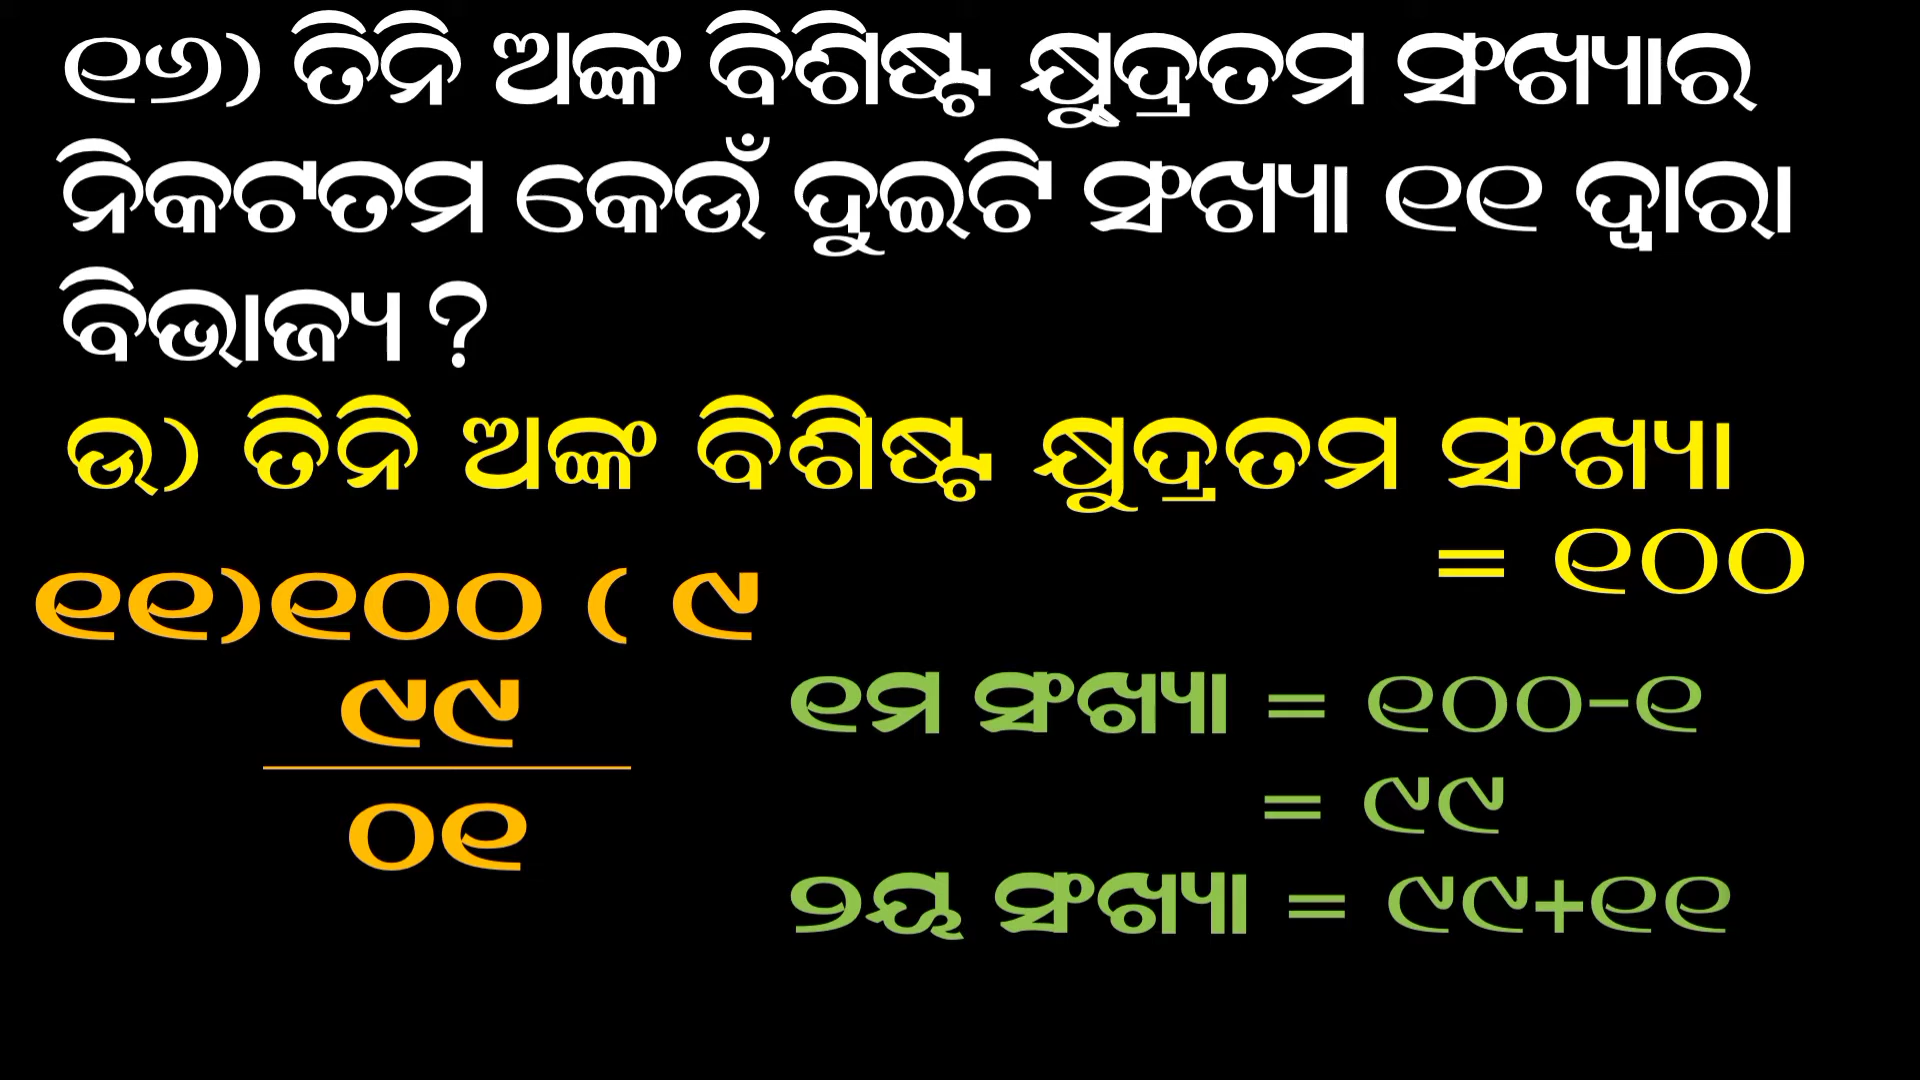 ୧୬) ତିନି ଅଙ୍କ ବିଶିଷ୍ଟ କ୍ଷୁଦ୍ରତମ ସଂଖ୍ୟାର
ନିକଟତମ କେଉଁ ଦୁଇଟି ସଂଖ୍ୟା ୧୧ ଦ୍ୱାରା
ବିଭାଜ୍ୟ ?
ଉ) ତିନି ଅଙ୍କ ବିଶିଷ୍ଟ କ୍ଷୁଦ୍ରତମ ସଂଖ୍ୟା
= ୧୦୦
୧୧)୧୦୦ ( ୯
୯୯
୦୧
୧ମ ସଂଖ୍ୟା = ୧୦୦-୧
= ୯୯
୨ୟ ସଂଖ୍ୟା = ୯୯+୧୧